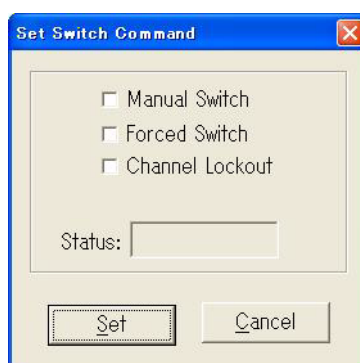 Set Switch Command
Manual Switch
Forced Switch
Channel Lockout
Status:
Set Cancel